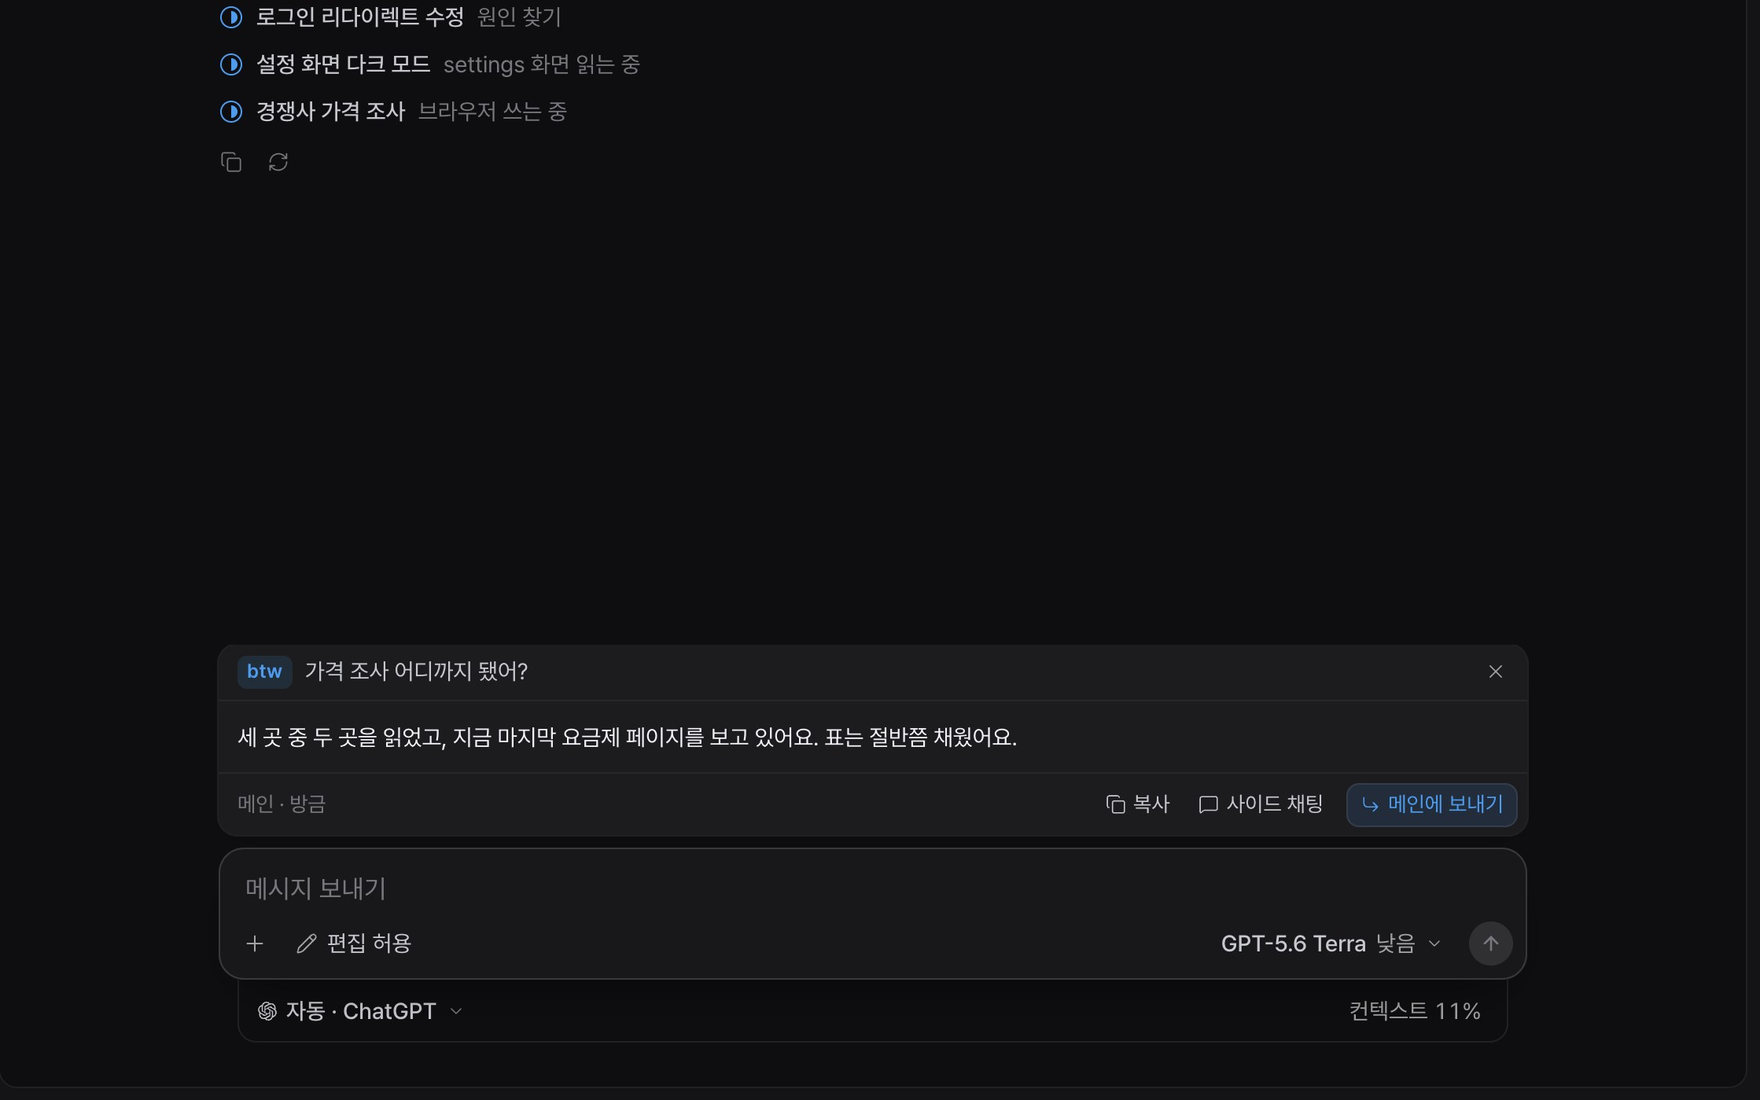 로그인 리다이렉트 수정 원인 찾기
설정 화면 다크 모드 settings 화면 읽는 중
경쟁사 가격 조사 브라우저 쓰는 중
btw 가격 조사 어디까지 됐어?
세 곳 중 두 곳을 읽었고, 지금 마지막 요금제 페이지를 보고 있어요. 표는 절반쯤 채웠어요.
메인 · 방금 복사 사이드 채팅 메인에 보내기
메시지 보내기
편집 허용 GPT-5.6 Terra 낮음
자동 · ChatGPT 컨텍스트 11%